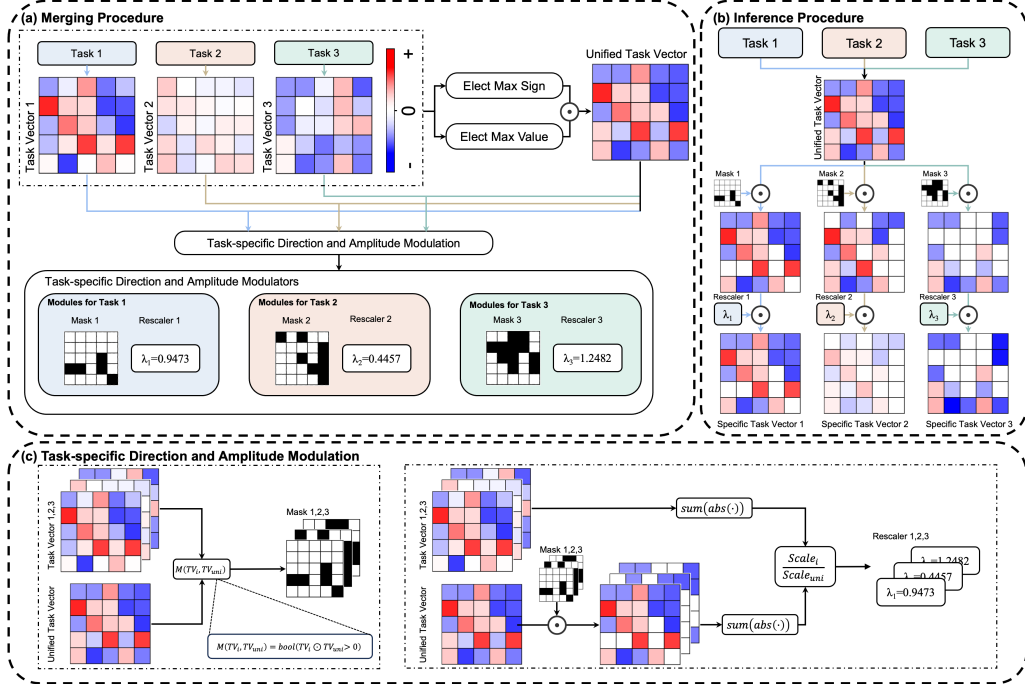 (a) Merging Procedure
Task 1
Task 2
Task 3
Task Vector 1
Task Vector 2
Task Vector 3
+
0
-
Elect Max Sign
Elect Max Value
Unified Task Vector
Task-specific Direction and Amplitude Modulation
Task-specific Direction and Amplitude Modulators
Modules for Task 1
Mask 1
Rescaler 1
λ₁=0.9473
Modules for Task 2
Mask 2
Rescaler 2
λ₂=0.4457
Modules for Task 3
Mask 3
Rescaler 3
λ₃=1.2482
(b) Inference Procedure
Task 1
Task 2
Task 3
Unified Task Vector
Mask 1
Mask 2
Mask 3
Rescaler 1
λ₁
Rescaler 2
λ₂
Rescaler 3
λ₃
Specific Task Vector 1
Specific Task Vector 2
Specific Task Vector 3
(c) Task-specific Direction and Amplitude Modulation
Task Vector 1,2,3
Unified Task Vector
M(TVᵢ, TVᵤₙᵢ)
Mask 1,2,3
M(TVᵢ, TVᵤₙᵢ) = bool(TVᵢ ⊙ TVᵤₙᵢ > 0)
Task Vector 1,2,3
Unified Task Vector
Mask 1,2,3
sum(abs(·))
sum(abs(·))
Scaleᵢ
Scaleᵤₙᵢ
Rescaler 1,2,3
λ₁=0.9473